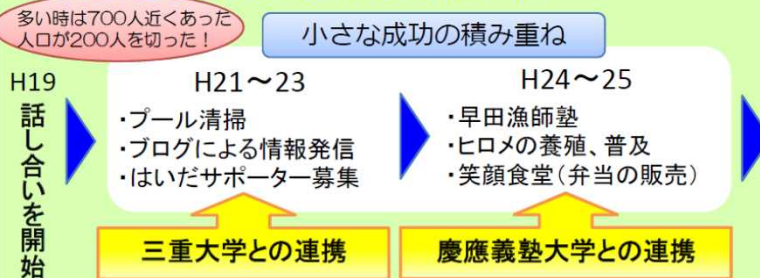 多い時は700人近くあった
人口が200人を切った!
小さな成功の積み重ね
H19
話し合いを開始
H21〜23
・プール清掃
・ブログによる情報発信
・はいだサポーター募集
H24〜25
・早田漁師塾
・ヒロメの養殖、普及
・笑顔食堂(弁当の販売)
三重大学との連携
慶應義塾大学との連携